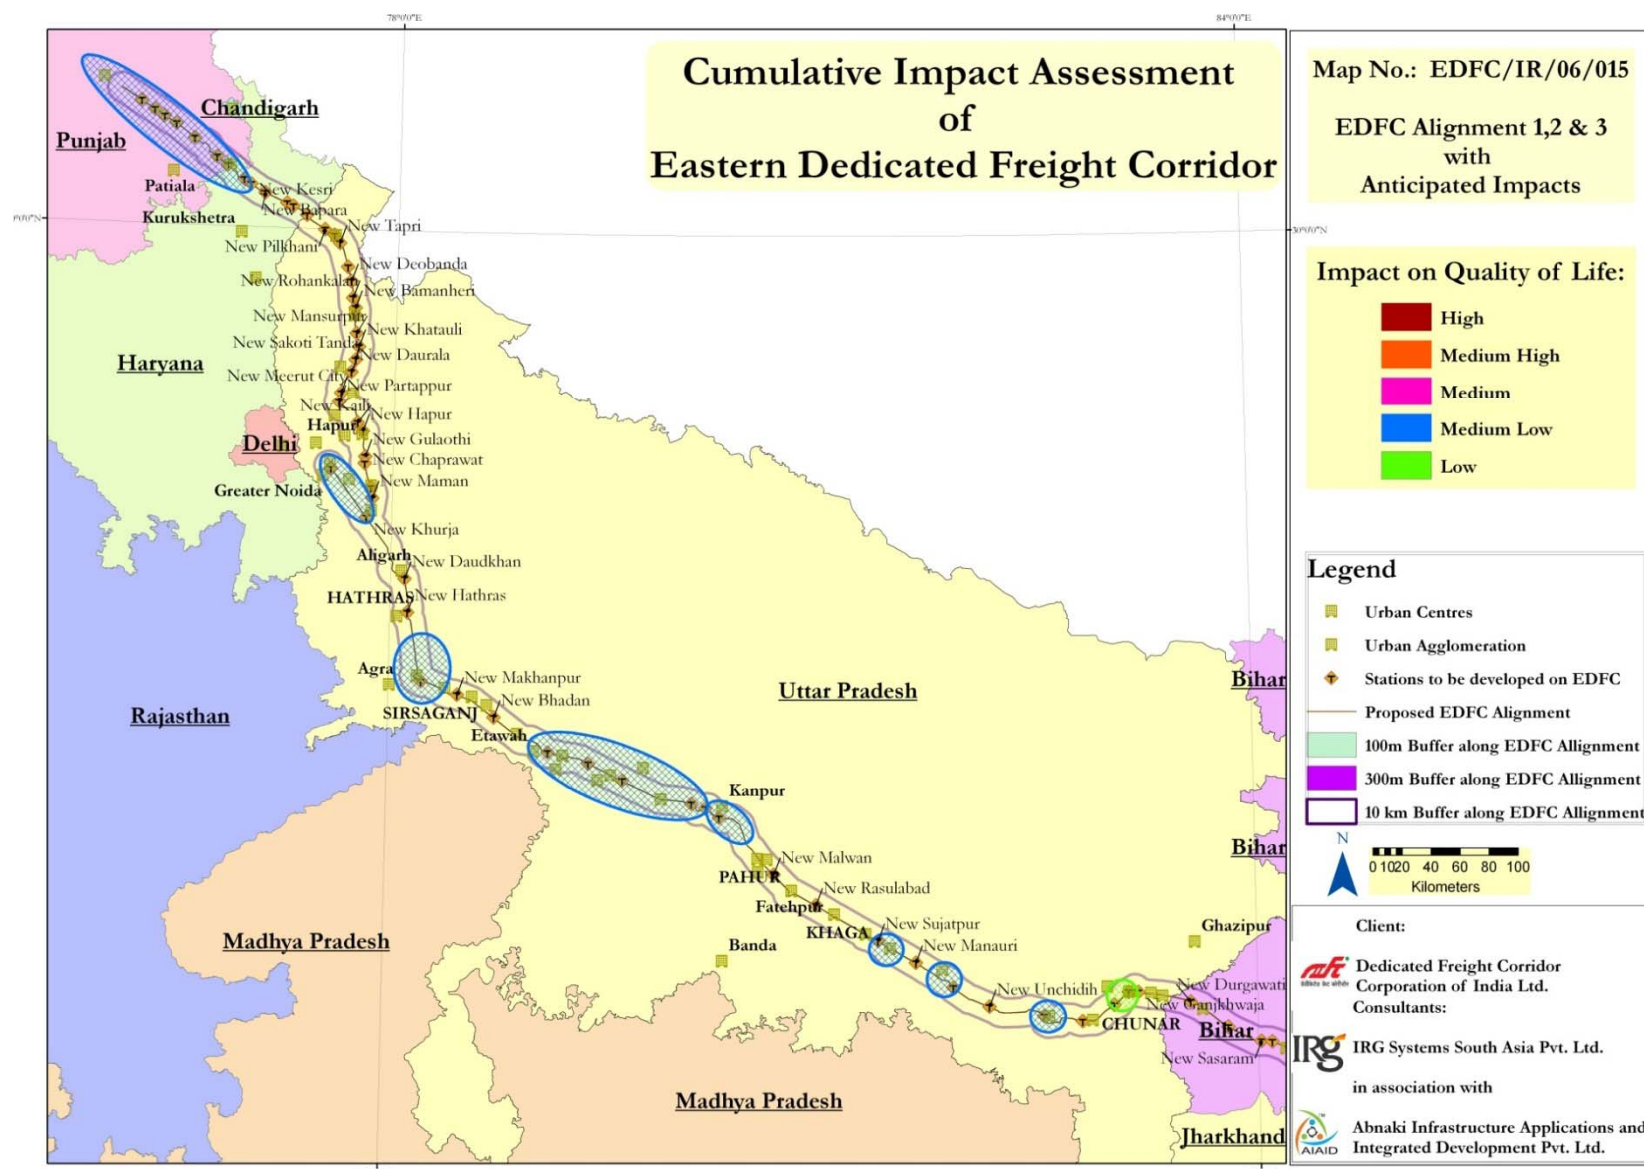 78°0'0"E
84°0'0"E
Cumulative Impact Assessment
of
Eastern Dedicated Freight Corridor
Map No.: EDFC/IR/06/015
EDFC Alignment 1,2 & 3
with
Anticipated Impacts
Impact on Quality of Life:
High
Medium High
Medium
Medium Low
Low
Legend
Urban Centres
Urban Agglomeration
Stations to be developed on EDFC
Proposed EDFC Alignment
100m Buffer along EDFC Allignment
300m Buffer along EDFC Allignment
10 km Buffer along EDFC Allignment
N
0 10 20 40 60 80 100
Kilometers
Client:
Dedicated Freight Corridor
Corporation of India Ltd.
Consultants:
IRG
IRG Systems South Asia Pvt. Ltd.
in association with
AIAID
Abnaki Infrastructure Applications and
Integrated Development Pvt. Ltd.
30°0'0"N
Chandigarh
Punjab
Patiala
New Kesri
Kurukshetra
New Bapara
New Tapri
New Pilkhani
New Deobanda
New Rohankalan
New Bamanheri
New Mansurpur
New Khatauli
New Sakoti Tanda
New Daurala
Haryana
New Meerut City
New Partappur
New Kaili
New Hapur
Hapur
Delhi
New Gulaothi
New Chaprawat
New Maman
Greater Noida
New Khurja
Aligarh
New Daudkhan
HATHRAS
New Hathras
Agra
New Makhanpur
Uttar Pradesh
Bihar
New Bhadan
SIRSAGANJ
Rajasthan
Etawah
Kanpur
Bihar
New Malwan
PAHUR
New Rasulabad
Fatehpur
KHAGA
New Sujatpur
Ghazipur
Madhya Pradesh
Banda
New Manauri
New Unchidih
New Durgawati
New Ganjkhwaja
CHUNAR
Bihar
New Sasaram
Madhya Pradesh
Jharkhand